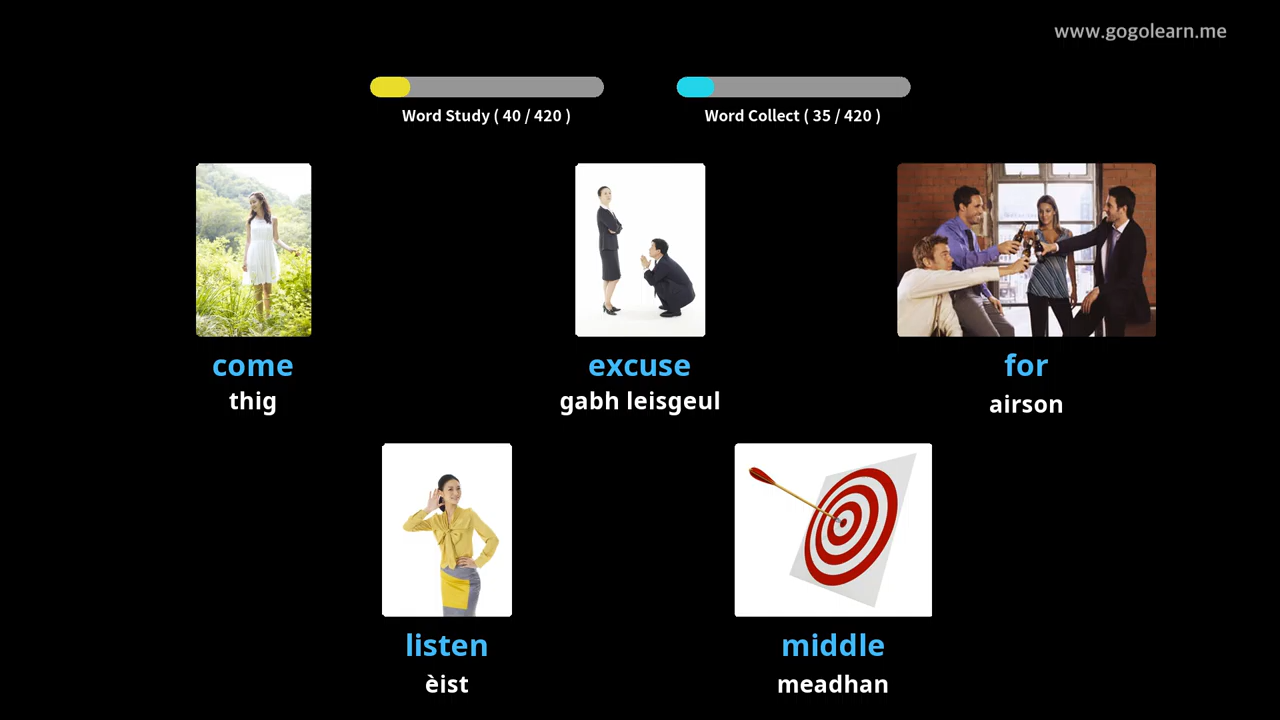 www.gogolearn.me
Word Study ( 40 / 420 )
Word Collect ( 35 / 420 )
come
thig
excuse
gabh leisgeul
for
airson
listen
èist
middle
meadhan